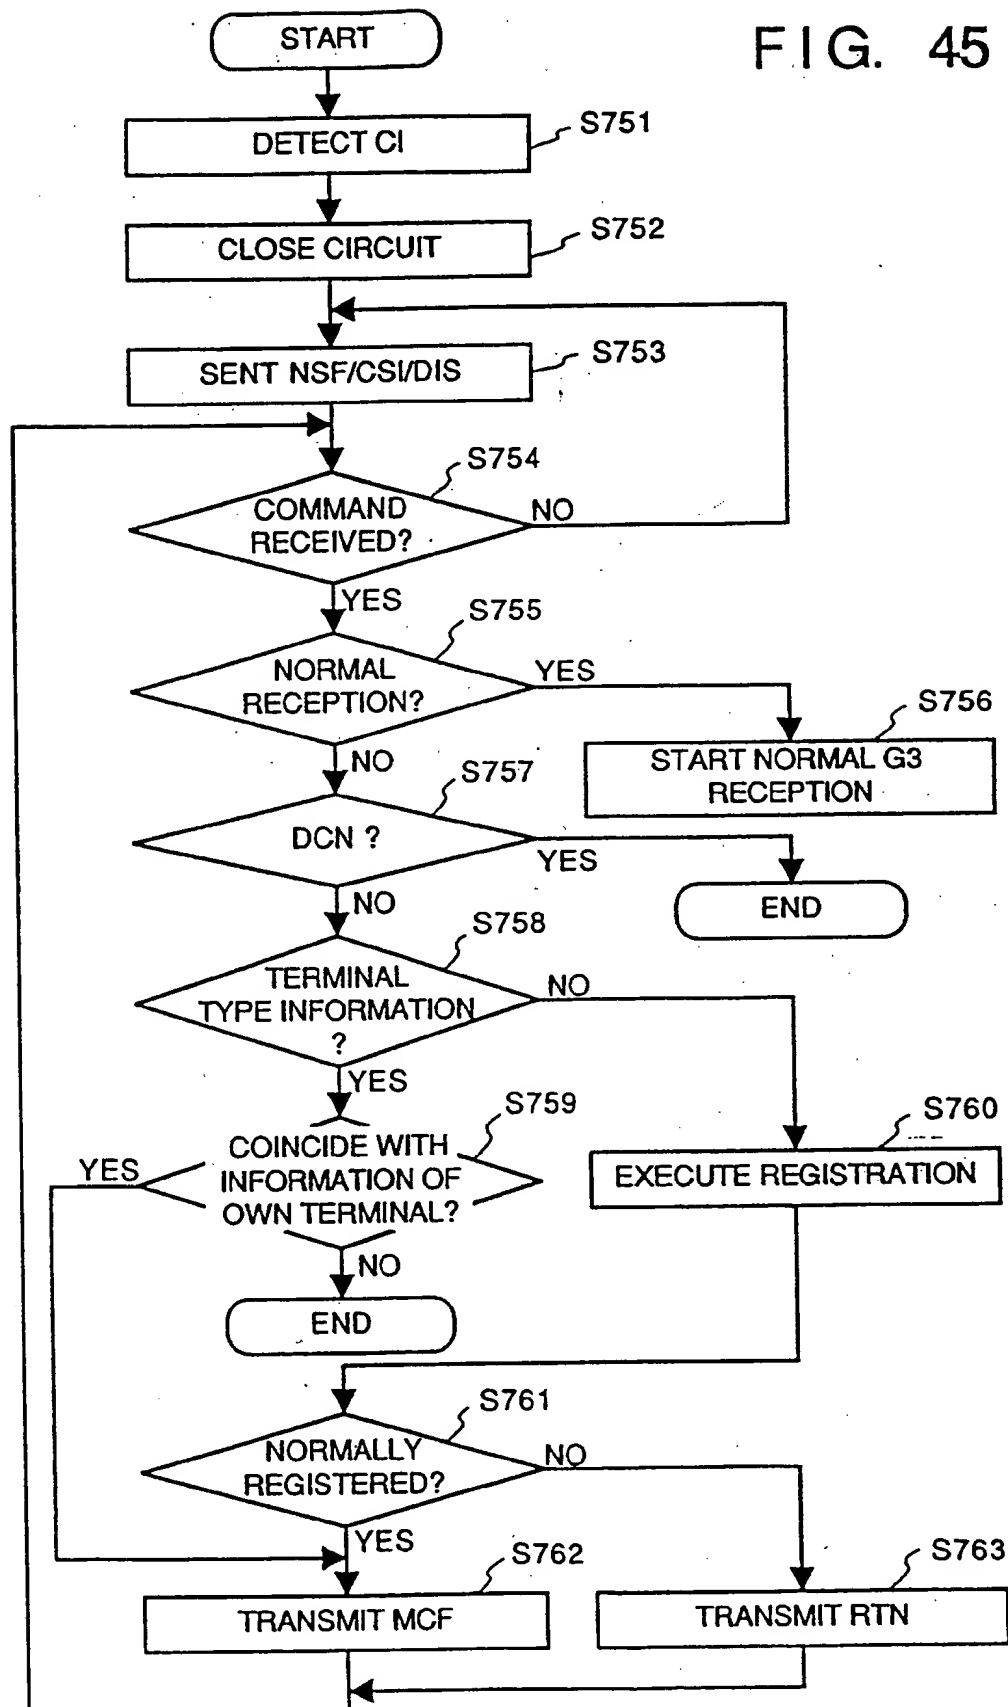 START
FIG. 45
DETECT CI
S751
CLOSE CIRCUIT
S752
SENT NSF/CSI/DIS
S753
S754
COMMAND
RECEIVED?
NO
YES
S755
NORMAL
RECEPTION?
YES
S756
START NORMAL G3
RECEPTION
NO
S757
DCN ?
YES
END
NO
S758
TERMINAL
TYPE INFORMATION
?
NO
YES
S759
COINCIDE WITH
INFORMATION OF
OWN TERMINAL?
YES
S760
EXECUTE REGISTRATION
NO
END
S761
NORMALLY
REGISTERED?
NO
YES
S762
TRANSMIT MCF
S763
TRANSMIT RTN